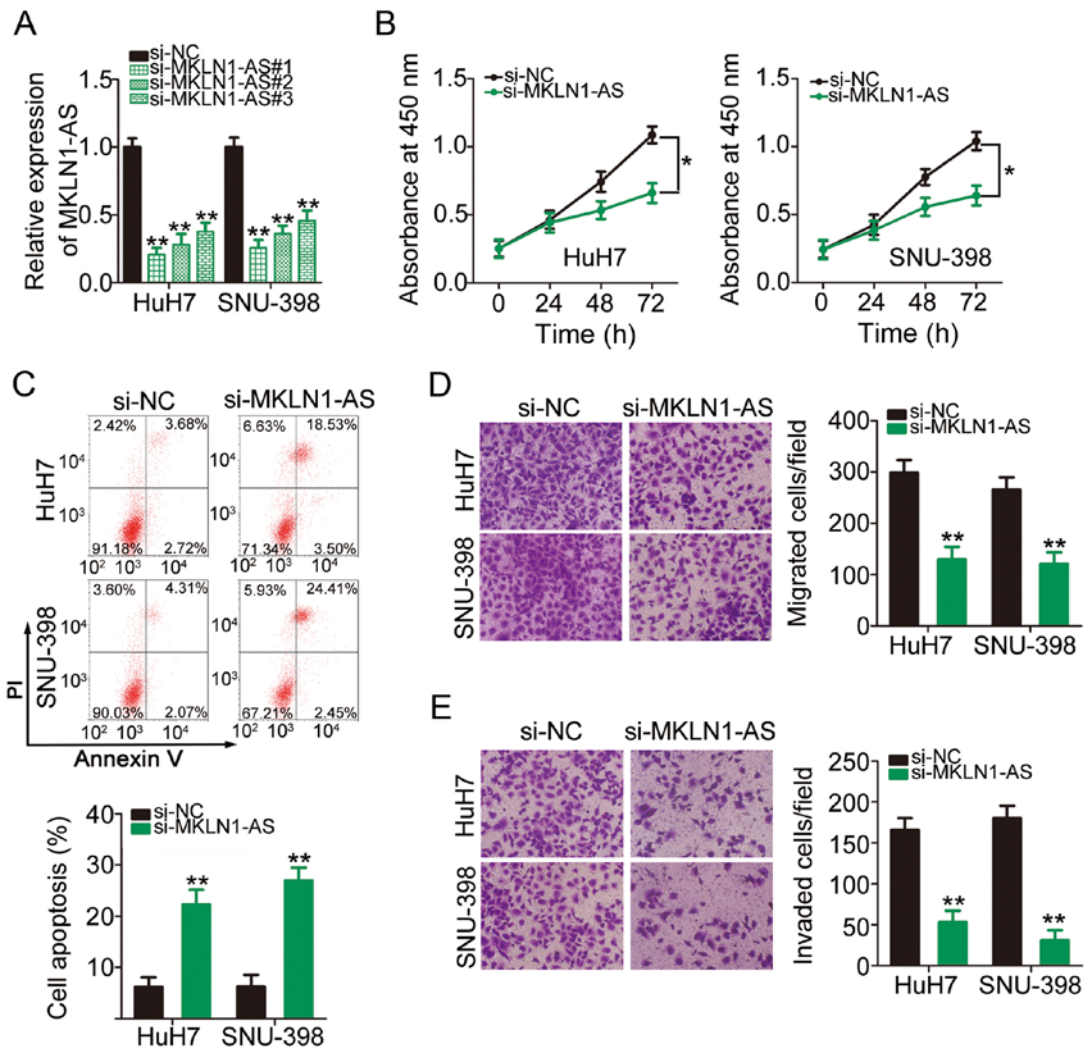 A
si-NC
si-MKLN1-AS#1
si-MKLN1-AS#2
si-MKLN1-AS#3
Relative expression
of MKLN1-AS
1.5
1.0
0.5
0.0
** ** ** ** ** **
HuH7 SNU-398
B
Absorbance at 450 nm
1.5
1.0
0.5
0.0
si-NC
si-MKLN1-AS
*
HuH7
0 24 48 72
Time (h)
Absorbance at 450 nm
1.5
1.0
0.5
0.0
si-NC
si-MKLN1-AS
*
SNU-398
0 24 48 72
Time (h)
C
si-NC si-MKLN1-AS
HuH7
2.42% 3.68% 6.63% 18.53%
10⁴ 10⁴
10³ 10³
91.18% 2.72% 71.34% 3.50%
10² 10³ 10⁴ 10² 10³ 10⁴
SNU-398
3.60% 4.31% 5.93% 24.41%
10⁴ 10⁴
10³ 10³
90.03% 2.07% 67.21% 2.45%
10² 10³ 10⁴ 10² 10³ 10⁴
PI
Annexin V
Cell apoptosis (%)
40
30
20
10
si-NC
si-MKLN1-AS
** **
HuH7 SNU-398
D
si-NC si-MKLN1-AS
HuH7
SNU-398
Migrated cells/field
400
300
200
100
0
si-NC
si-MKLN1-AS
** **
HuH7 SNU-398
E
si-NC si-MKLN1-AS
HuH7
SNU-398
Invaded cells/field
250
200
150
100
50
0
si-NC
si-MKLN1-AS
** **
HuH7 SNU-398